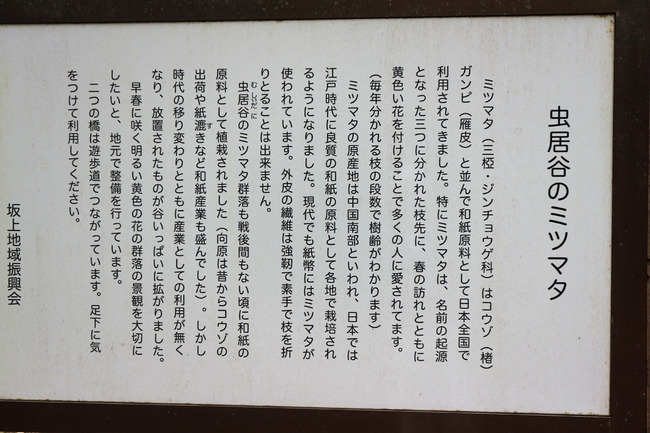 虫居谷のミツマタ
ミツマタ（三椏・ジンチョウゲ科）はコウゾ（楮）
ガンピ（雁皮）と並んで和紙原料として日本全国で
利用されてきました。特にミツマタは、名前の起源
となった三つに分かれた枝先に、春の訪れとともに
黄色い花を付けることで多くの人に愛されてます。
（毎年分かれる枝の段数で樹齢がわかります）
ミツマタの原産地は中国南部といわれ、日本では
江戸時代に良質の和紙の原料として各地で栽培され
るようになりました。現代でも紙幣にはミツマタが
使われています。外皮の繊維は強靭で素手で枝を折
りとることは出来ません。
虫居谷のミツマタ群落も戦後間もない頃に和紙の
むしいだに
原料として植栽されました（向原は昔からコウゾの
出荷や紙漉きなど和紙産業も盛んでした）。しかし
す
時代の移り変わりとともに産業としての利用が無く
なり、放置されたものが谷いっぱいに拡がりました。
早春に咲く明るい黄色の花の群落の景観を大切に
したいと、地元で整備を行っています。
二つの橋は遊歩道でつながっています。足下に気
をつけて利用してください。
坂上地域振興会